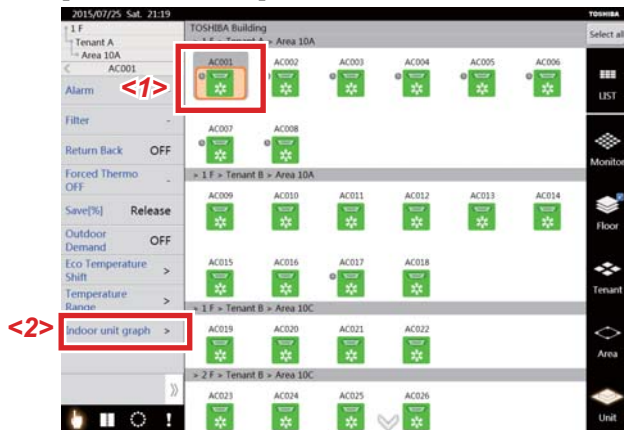 2015/07/25 Sat. 21:19
TOSHIBA
1 F
Tenant A
Area 10A
< AC001
Alarm
Filter -
Return Back OFF
Forced Thermo OFF -
Save[%] Release
Outdoor Demand OFF
Eco Temperature Shift >
Temperature Range >
Indoor unit graph >
<1>
<2>
TOSHIBA Building
> 1 F > Tenant A > Area 10A
AC001 AC002 AC003 AC004 AC005 AC006
AC007 AC008
> 1 F > Tenant B > Area 10A
AC009 AC010 AC011 AC012 AC013 AC014
AC015 AC016 AC017 AC018
> 1 F > Tenant B > Area 10C
AC019 AC020 AC021 AC022
> 2 F > Tenant B > Area 10C
AC023 AC024 AC025 AC026
Select all
LIST
Monitor
Floor
Tenant
Area
Unit